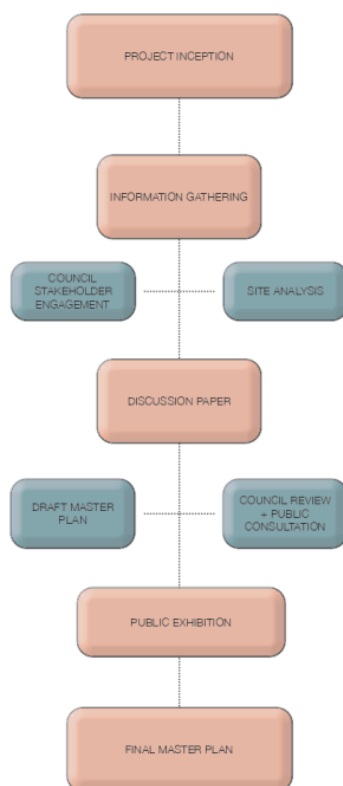 PROJECT INCEPTION
INFORMATION GATHERING
COUNCIL
STAKEHOLDER
ENGAGEMENT
SITE ANALYSIS
DISCUSSION PAPER
DRAFT MASTER
PLAN
COUNCIL REVIEW
+ PUBLIC
CONSULTATION
PUBLIC EXHIBITION
FINAL MASTER PLAN